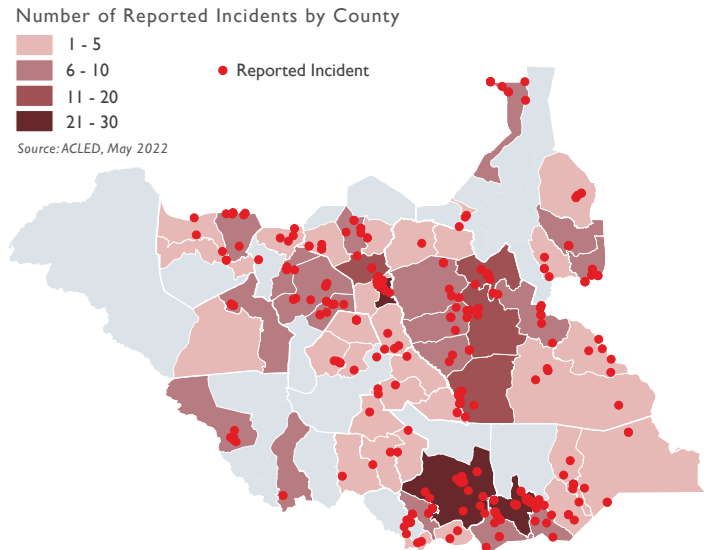 Number of Reported Incidents by County
1 - 5
6 - 10
Reported Incident
11 - 20
21 - 30
Source: ACLED, May 2022